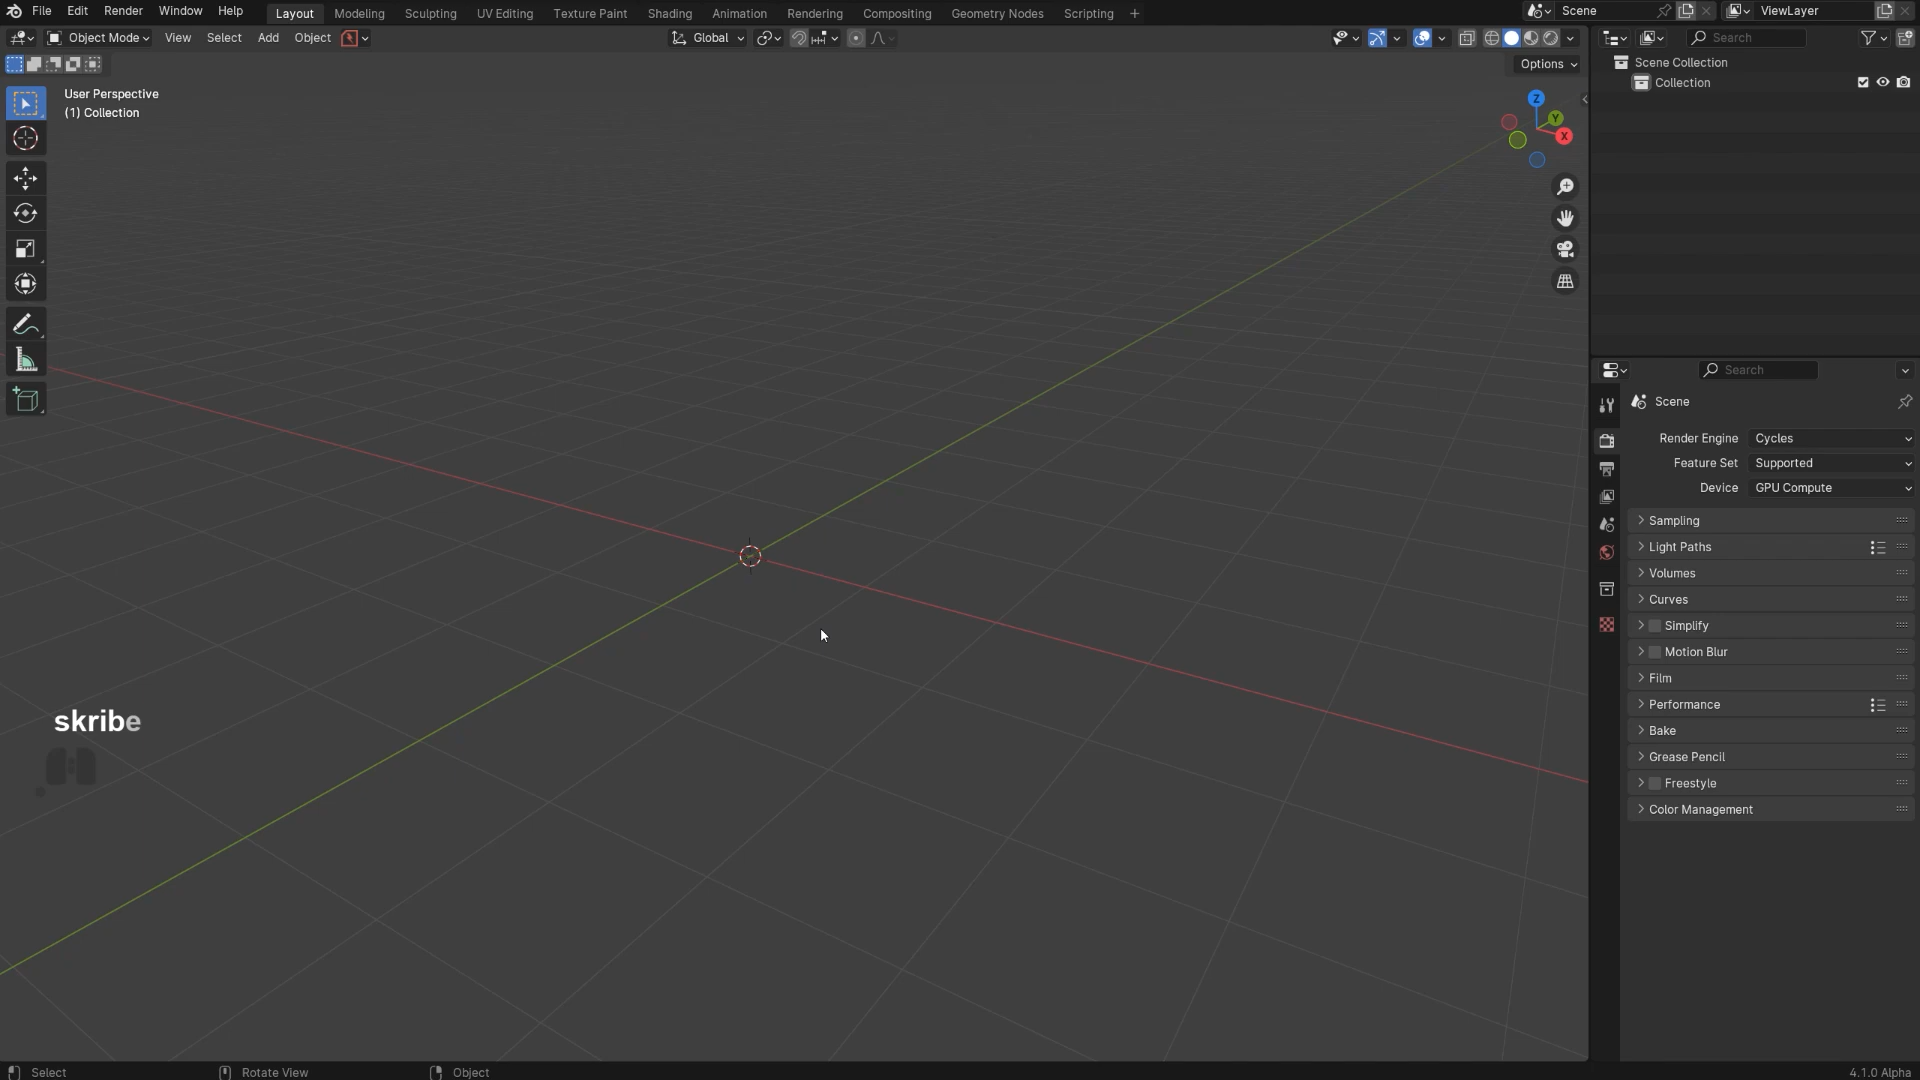 File Edit Render Window Help Layout Modeling Sculpting UV Editing Texture Paint Shading Animation Rendering Compositing Geometry Nodes Scripting + Scene ViewLayer
Object Mode View Select Add Object Global Search
Options
User Perspective
(1) Collection
Z
Y
X
skribe
Scene Collection
Collection
Search
Scene
Render Engine Cycles
Feature Set Supported
Device GPU Compute
Sampling
Light Paths
Volumes
Curves
Simplify
Motion Blur
Film
Performance
Bake
Grease Pencil
Freestyle
Color Management
Select Rotate View Object 4.1.0 Alpha